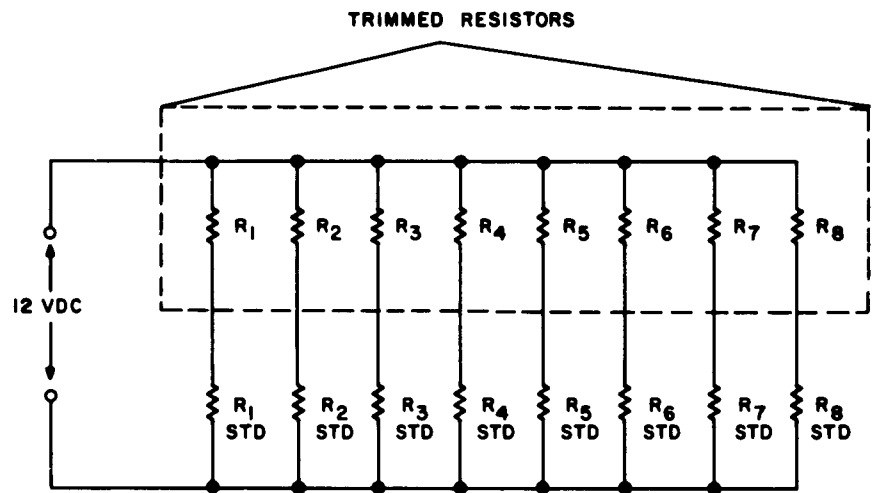 TRIMMED RESISTORS
R1 R2 R3 R4 R5 R6 R7 R8
12 VDC
R1 R2 R3 R4 R5 R6 R7 R8
STD STD STD STD STD STD STD STD